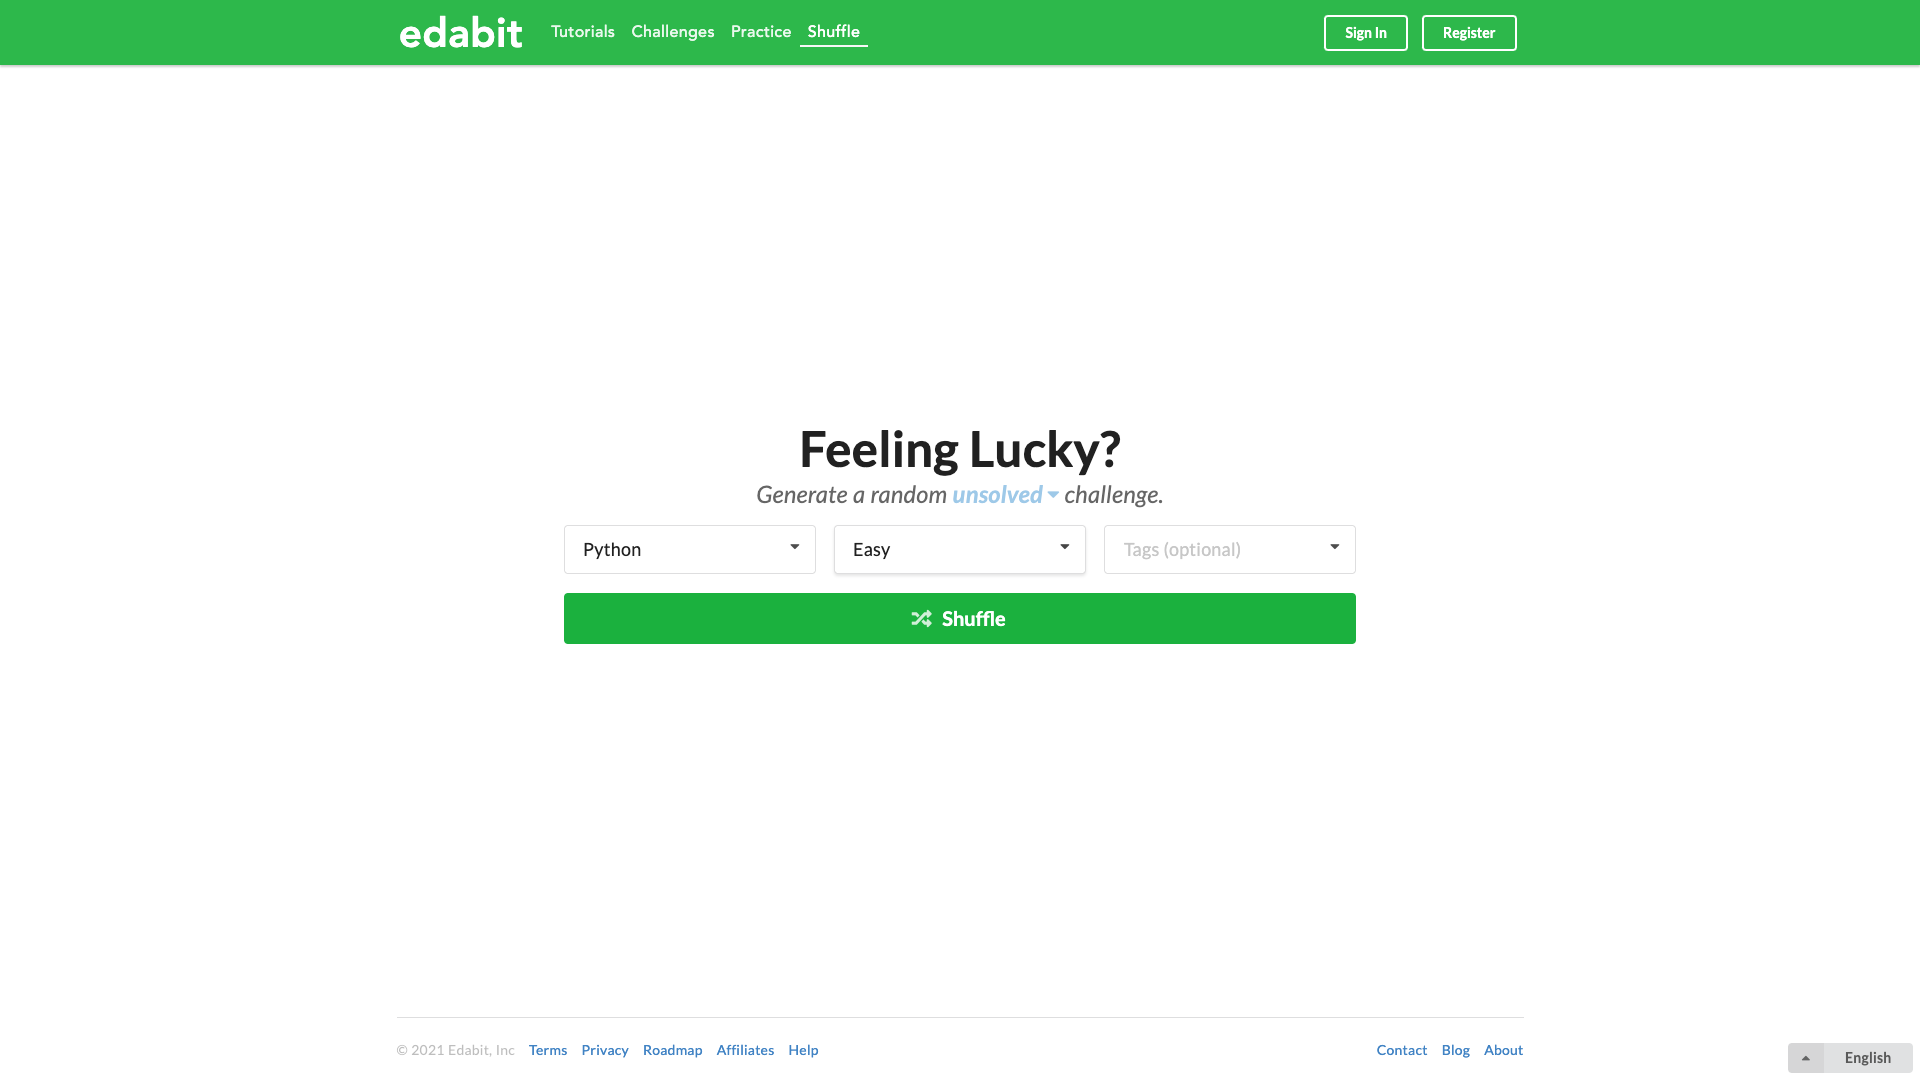 edabit Tutorials Challenges Practice Shuffle Sign In Register
Feeling Lucky?
Generate a random unsolved challenge.
Python Easy Tags (optional)
Shuffle
© 2021 Edabit, Inc Terms Privacy Roadmap Affiliates Help Contact Blog About
English